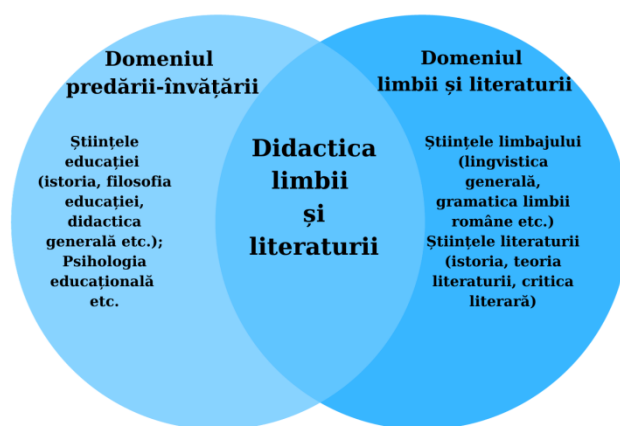 Domeniul
predării-învățării
Științele
educației
(istoria, filosofia
educației,
didactica
generală etc.);
Psihologia
educațională
etc.
Didactica
limbii
și
literaturii
Domeniul
limbii și literaturii
Științele limbajului
(lingvistica
generală,
gramatica limbii
române etc.)
Științele literaturii
(istoria, teoria
literaturii, critica
literară)